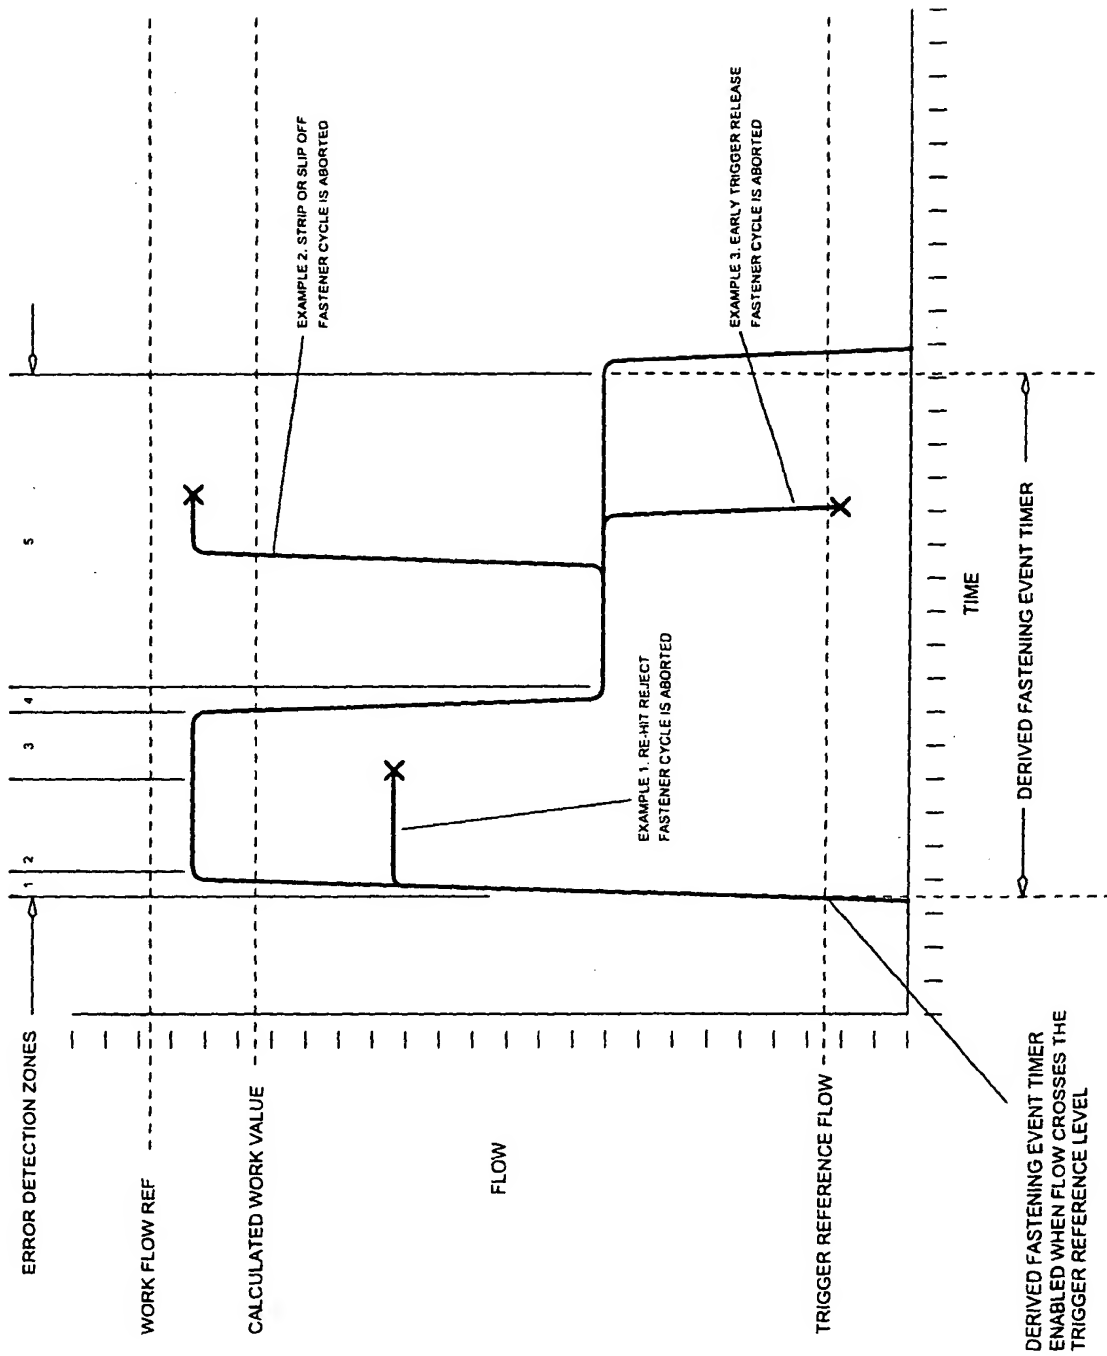 ERROR DETECTION ZONES
1
2
3
4
5
WORK FLOW REF
CALCULATED WORK VALUE
EXAMPLE 2. STRIP OR SLIP OFF
FASTENER CYCLE IS ABORTED
FLOW
EXAMPLE 1. RE-HIT REJECT
FASTENER CYCLE IS ABORTED
EXAMPLE 3. EARLY TRIGGER RELEASE
FASTENER CYCLE IS ABORTED
TRIGGER REFERENCE FLOW
TIME
DERIVED FASTENING EVENT TIMER
DERIVED FASTENING EVENT TIMER
ENABLED WHEN FLOW CROSSES THE
TRIGGER REFERENCE LEVEL